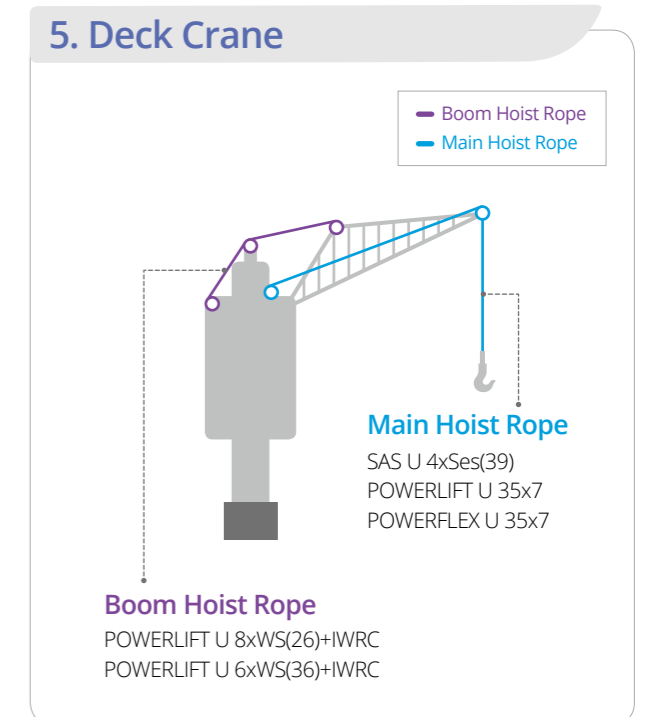 5. Deck Crane
Boom Hoist Rope
Main Hoist Rope
Main Hoist Rope
SAS U 4xSes(39)
POWERLIFT U 35x7
POWERFLEX U 35x7
Boom Hoist Rope
POWERLIFT U 8xWS(26)+IWRC
POWERLIFT U 6xWS(36)+IWRC